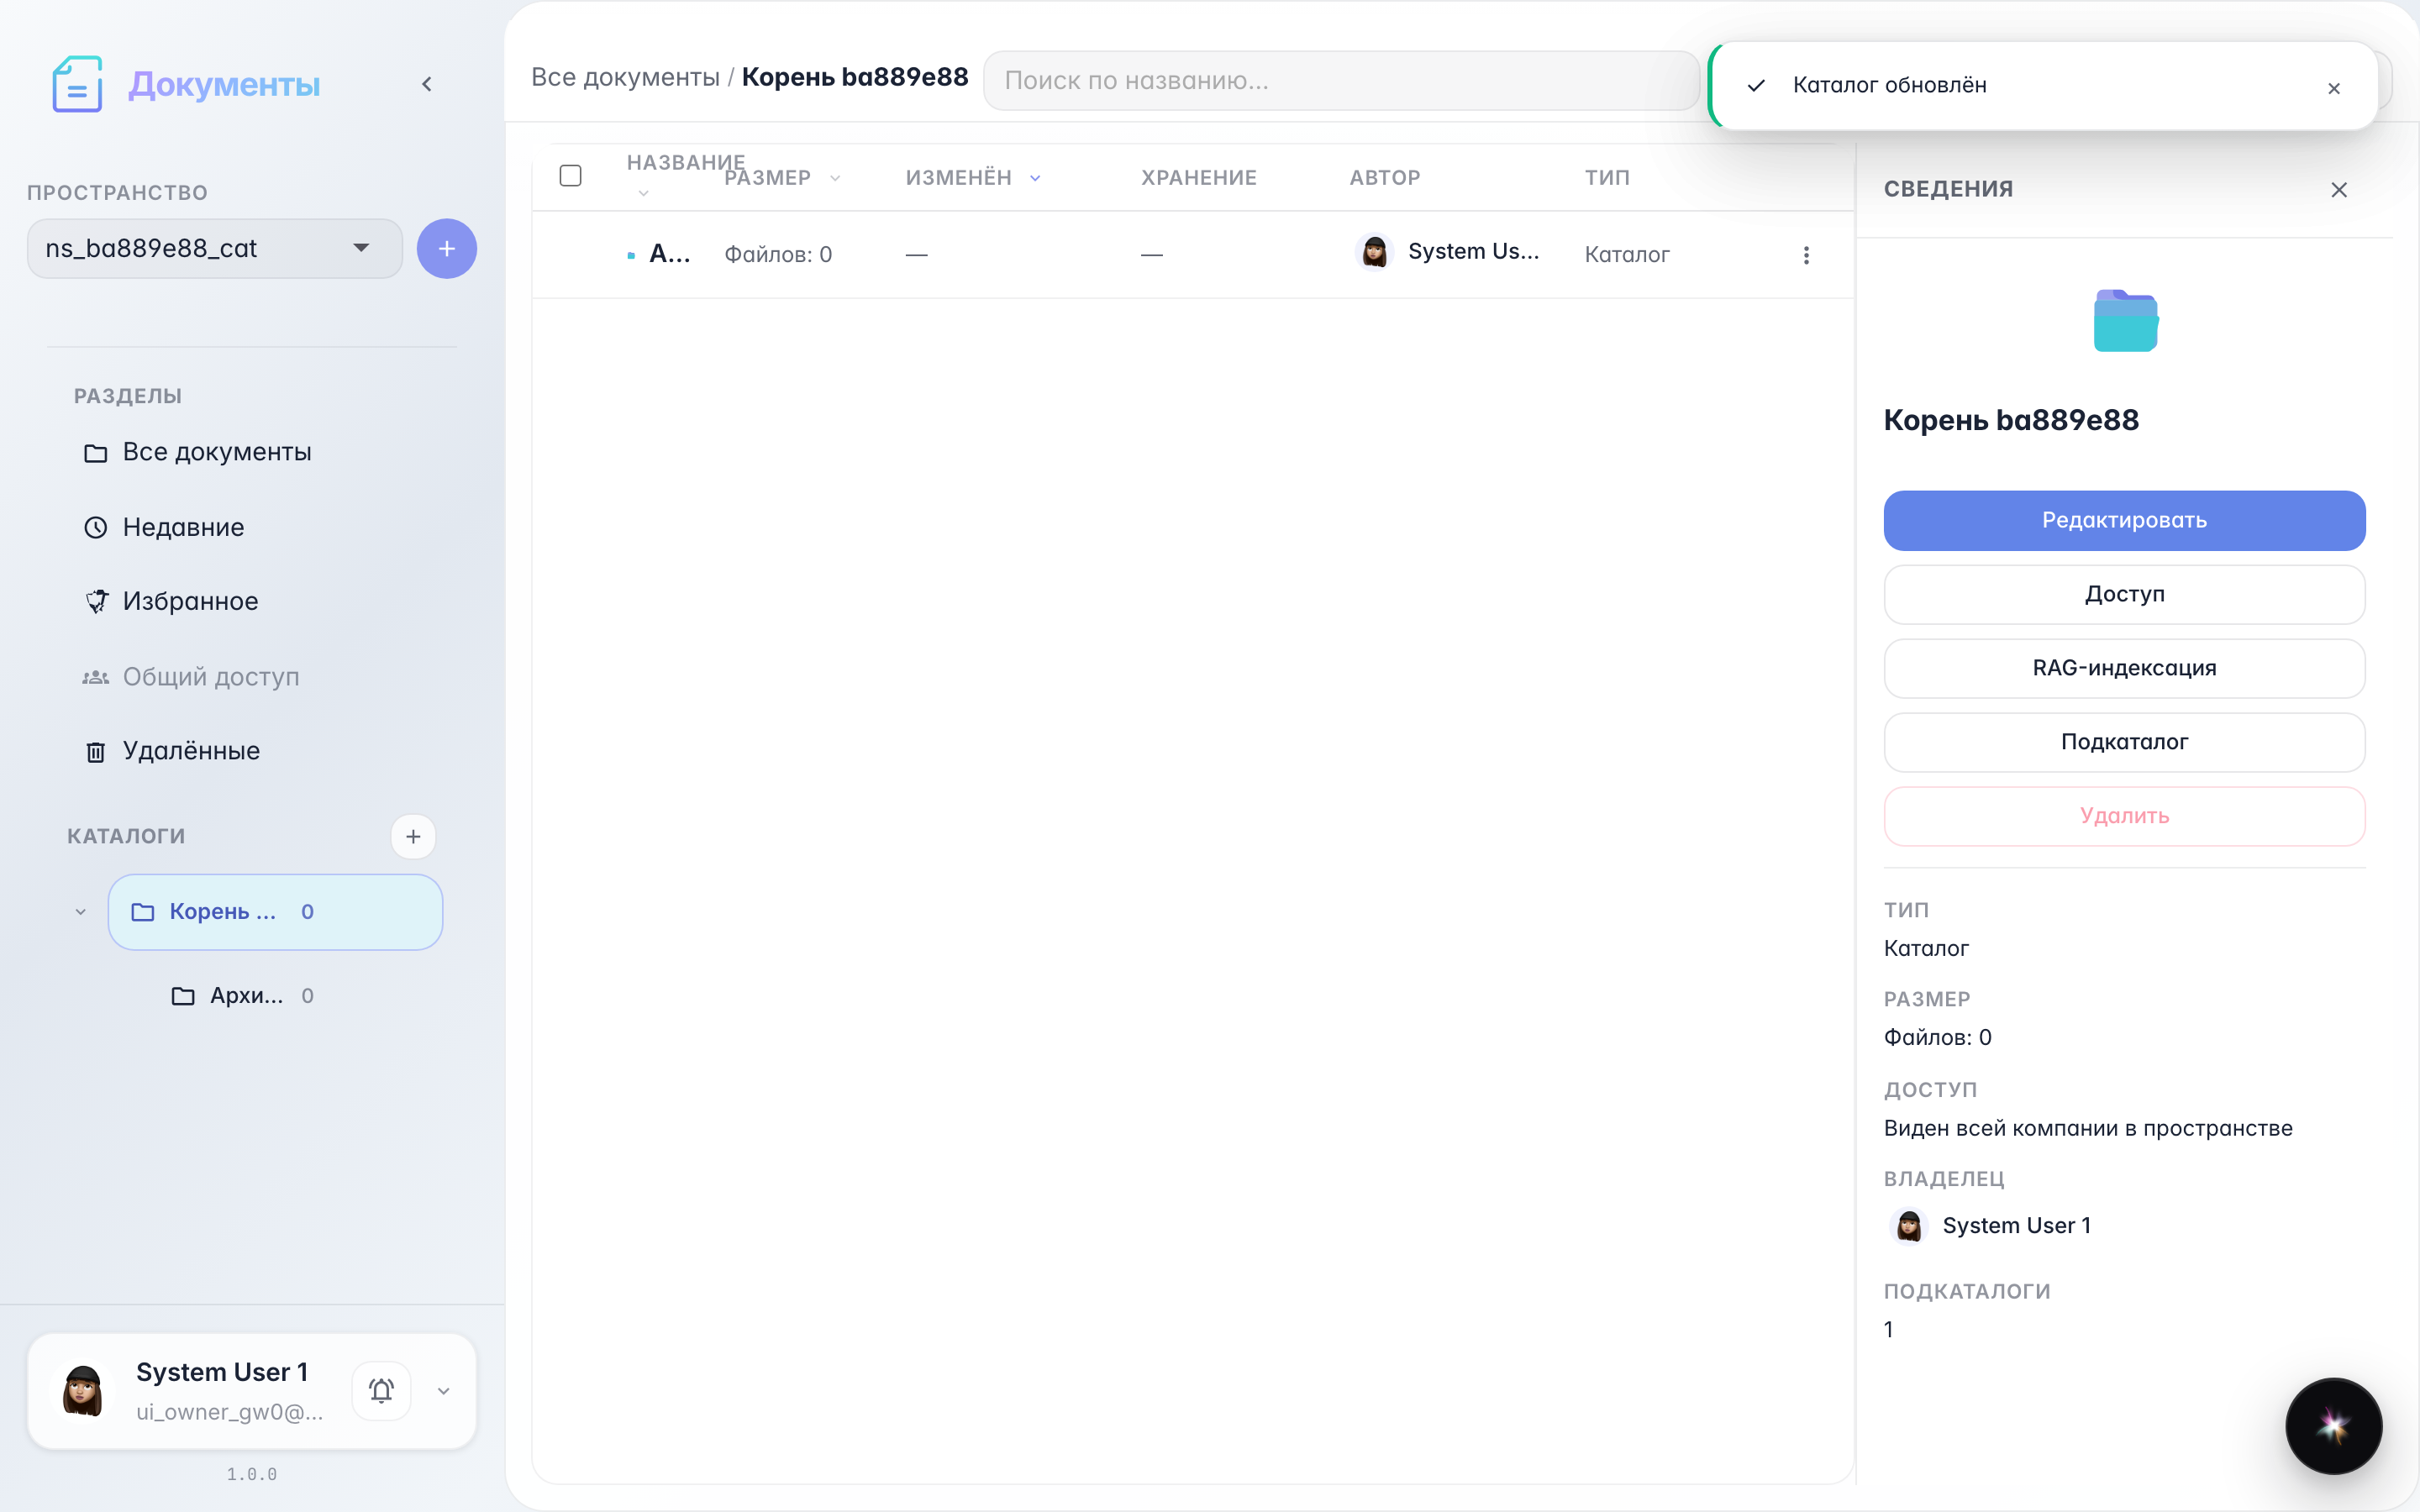 Документы
ПРОСТРАНСТВО
ns_ba889e88_cat
РАЗДЕЛЫ
Все документы
Недавние
Избранное
Общий доступ
Удалённые
КАТАЛОГИ
Корень ... 0
Архи... 0
System User 1
ui_owner_gw0@...
1.0.0
Все документы / Корень ba889e88
Поиск по названию...
Каталог обновлён
НАЗВАНИЕ РАЗМЕР ИЗМЕНЁН ХРАНЕНИЕ АВТОР ТИП
А... Файлов: 0 — — System Us... Каталог
СВЕДЕНИЯ
Корень ba889e88
Редактировать
Доступ
RAG-индексация
Подкаталог
Удалить
ТИП
Каталог
РАЗМЕР
Файлов: 0
ДОСТУП
Виден всей компании в пространстве
ВЛАДЕЛЕЦ
System User 1
ПОДКАТАЛОГИ
1